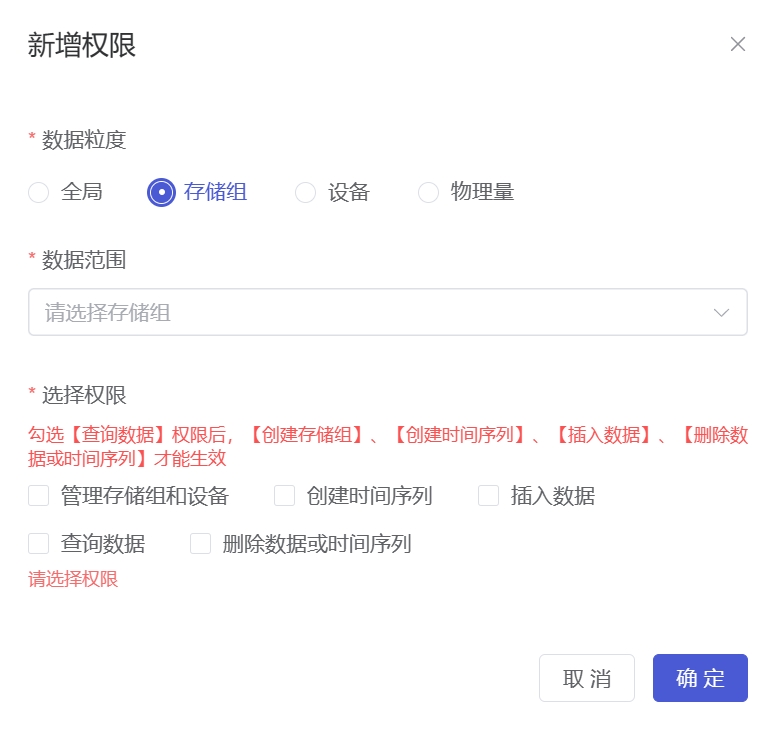 新增权限
* 数据粒度
全局 存储组 设备 物理量
* 数据范围
请选择存储组
* 选择权限
勾选【查询数据】权限后，【创建存储组】、【创建时间序列】、【插入数据】、【删除数
据或时间序列】才能生效
管理存储组和设备 创建时间序列 插入数据
查询数据 删除数据或时间序列
请选择权限
取 消 确 定